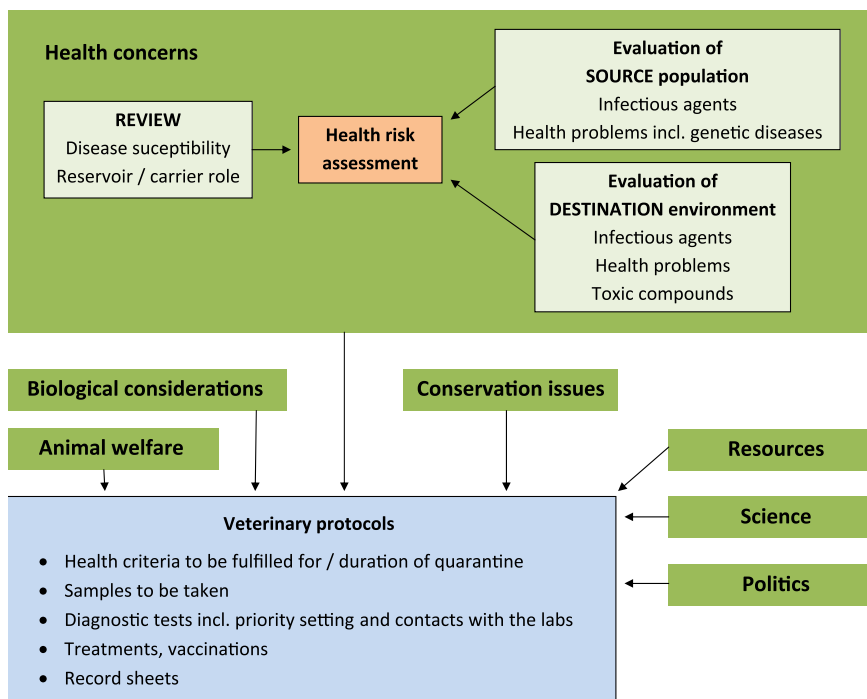 Health concerns
REVIEW
Disease suceptibility
Reservoir / carrier role
Health risk
assessment
Evaluation of
SOURCE population
Infectious agents
Health problems incl. genetic diseases
Evaluation of
DESTINATION environment
Infectious agents
Health problems
Toxic compounds
Biological considerations
Conservation issues
Animal welfare
Resources
Science
Politics
Veterinary protocols
• Health criteria to be fulfilled for / duration of quarantine
• Samples to be taken
• Diagnostic tests incl. priority setting and contacts with the labs
• Treatments, vaccinations
• Record sheets